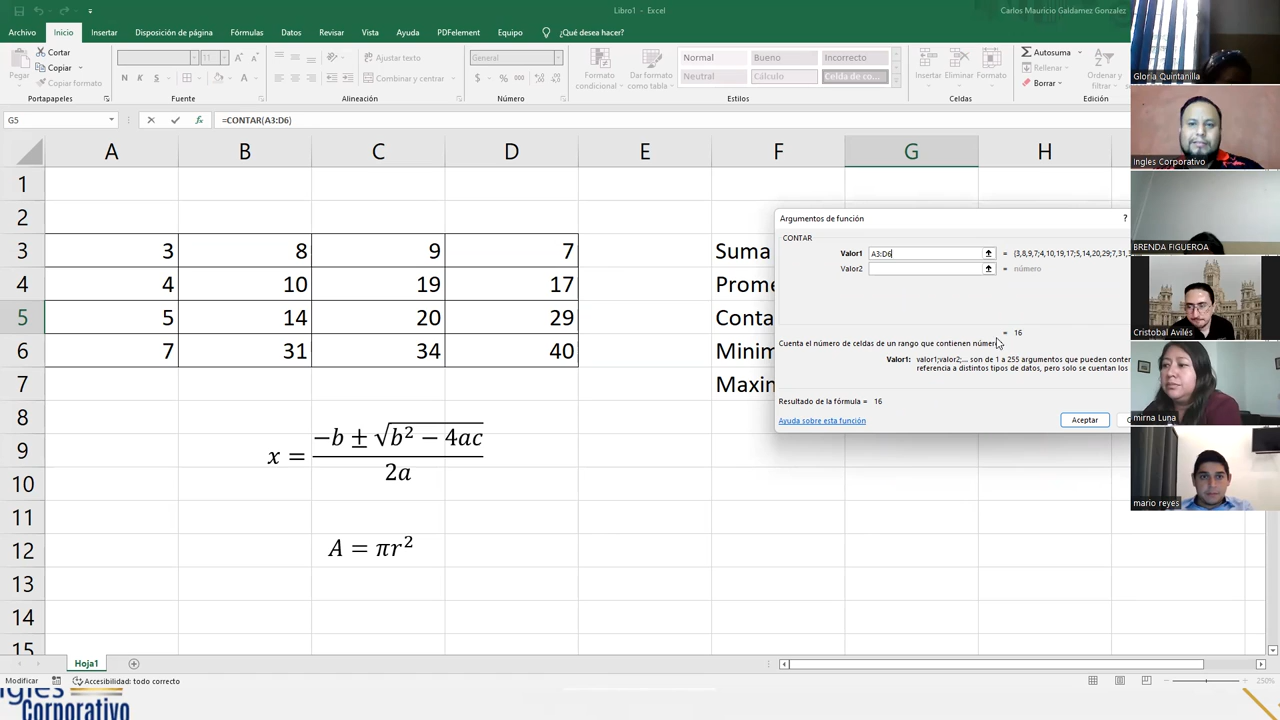 Libro1 - Excel
Carlos Mauricio Galdamez Gonzalez
Archivo Inicio Insertar Disposición de página Fórmulas Datos Revisar Vista Ayuda PDFelement Equipo ¿Qué desea hacer?
Pegar
Cortar
Copiar
Copiar formato
Portapapeles
11
N K S
Fuente
Ajustar texto
Combinar y centrar
Alineación
General
Número
Formato condicional
Dar formato como tabla
Normal Bueno Incorrecto
Neutral Cálculo Celda de co...
Estilos
Insertar Eliminar Formato
Celdas
Autosuma
Rellenar
Borrar
Ordenar y
Edición
G5
=CONTAR(A3:D6)
A B C D E F G H
1
2
3 3 8 9 7 Suma
4 4 10 19 17 Prome
5 5 14 20 29 Conta
6 7 31 34 40 Minim
7 Maxim
8
9
10
11
12
13
14
15
x = (−b ± √(b² − 4ac)) / 2a
A = πr²
Argumentos de función ?
CONTAR
Valor1 A3:D6 = {3,8,9,7;4,10,19,17;5,14,20,29;7,31,
Valor2 = número
= 16
Cuenta el número de celdas de un rango que contienen númer
Valor1: valor1;valor2;... son de 1 a 255 argumentos que pueden conten
referencia a distintos tipos de datos, pero solo se cuentan los
Resultado de la fórmula = 16
Ayuda sobre esta función
Aceptar
Gloria Quintanilla
Ingles Corporativo
BRENDA FIGUEROA
Cristobal Avilés
mirna Luna
mario reyes
Hoja1
Modificar
Accesibilidad: todo correcto
250%
Ingles
Corporativo